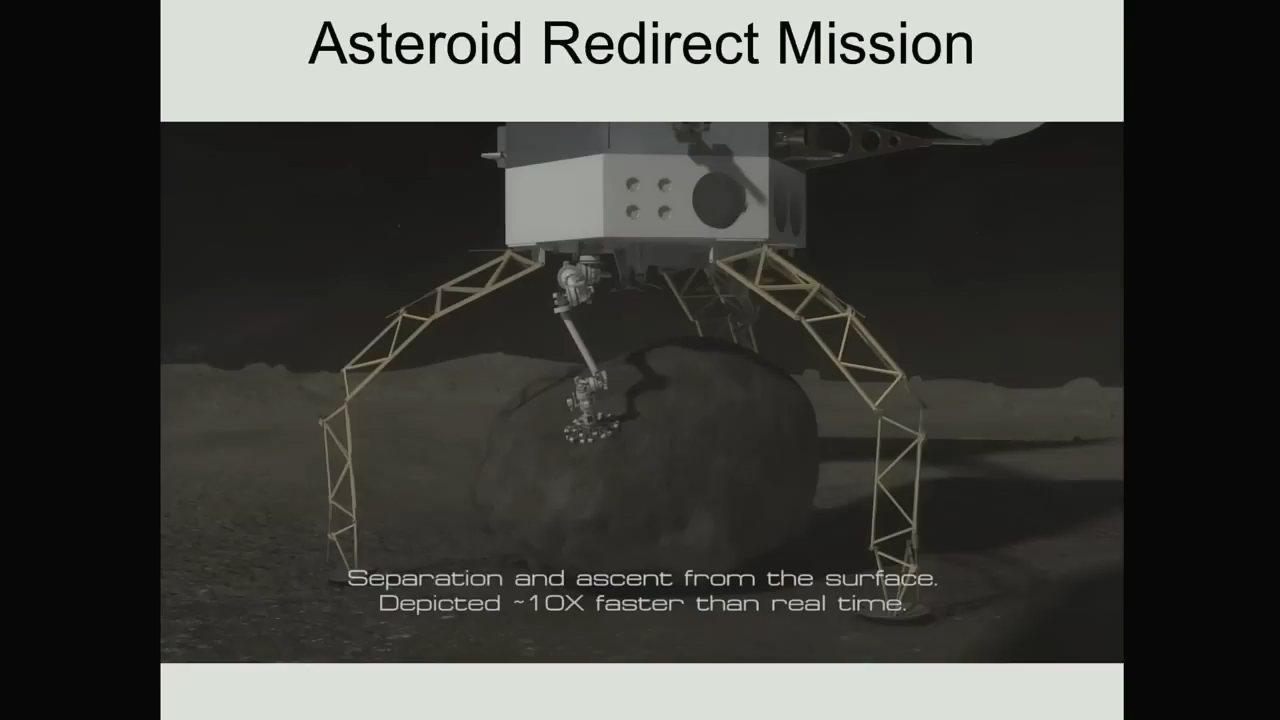 Asteroid Redirect Mission
Separation and ascent from the surface.
Depicted ~10X faster than real time.